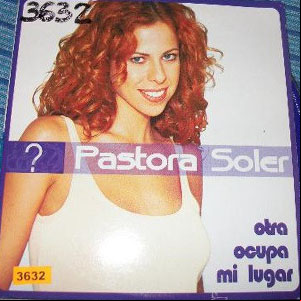 3632
? Pastora Soler
otra
ocupa
mi lugar
3632